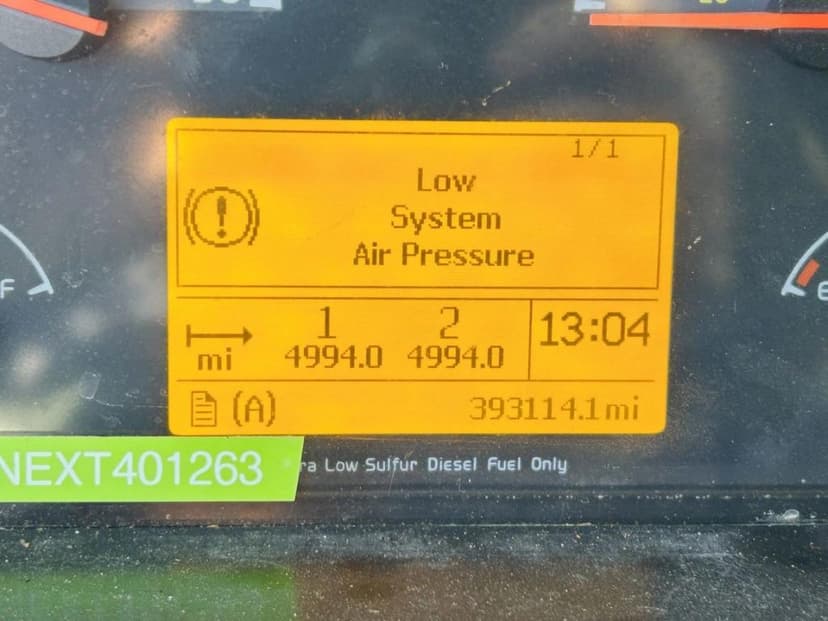 1/1
Low
System
Air Pressure
1 2 13:04
mi 4994.0 4994.0
(A) 393114.1mi
NEXT401263 ra Low Sulfur Diesel Fuel Only
F
E